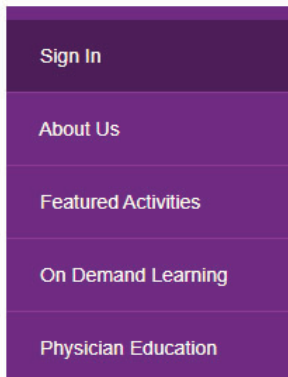 Sign In
About Us
Featured Activities
On Demand Learning
Physician Education